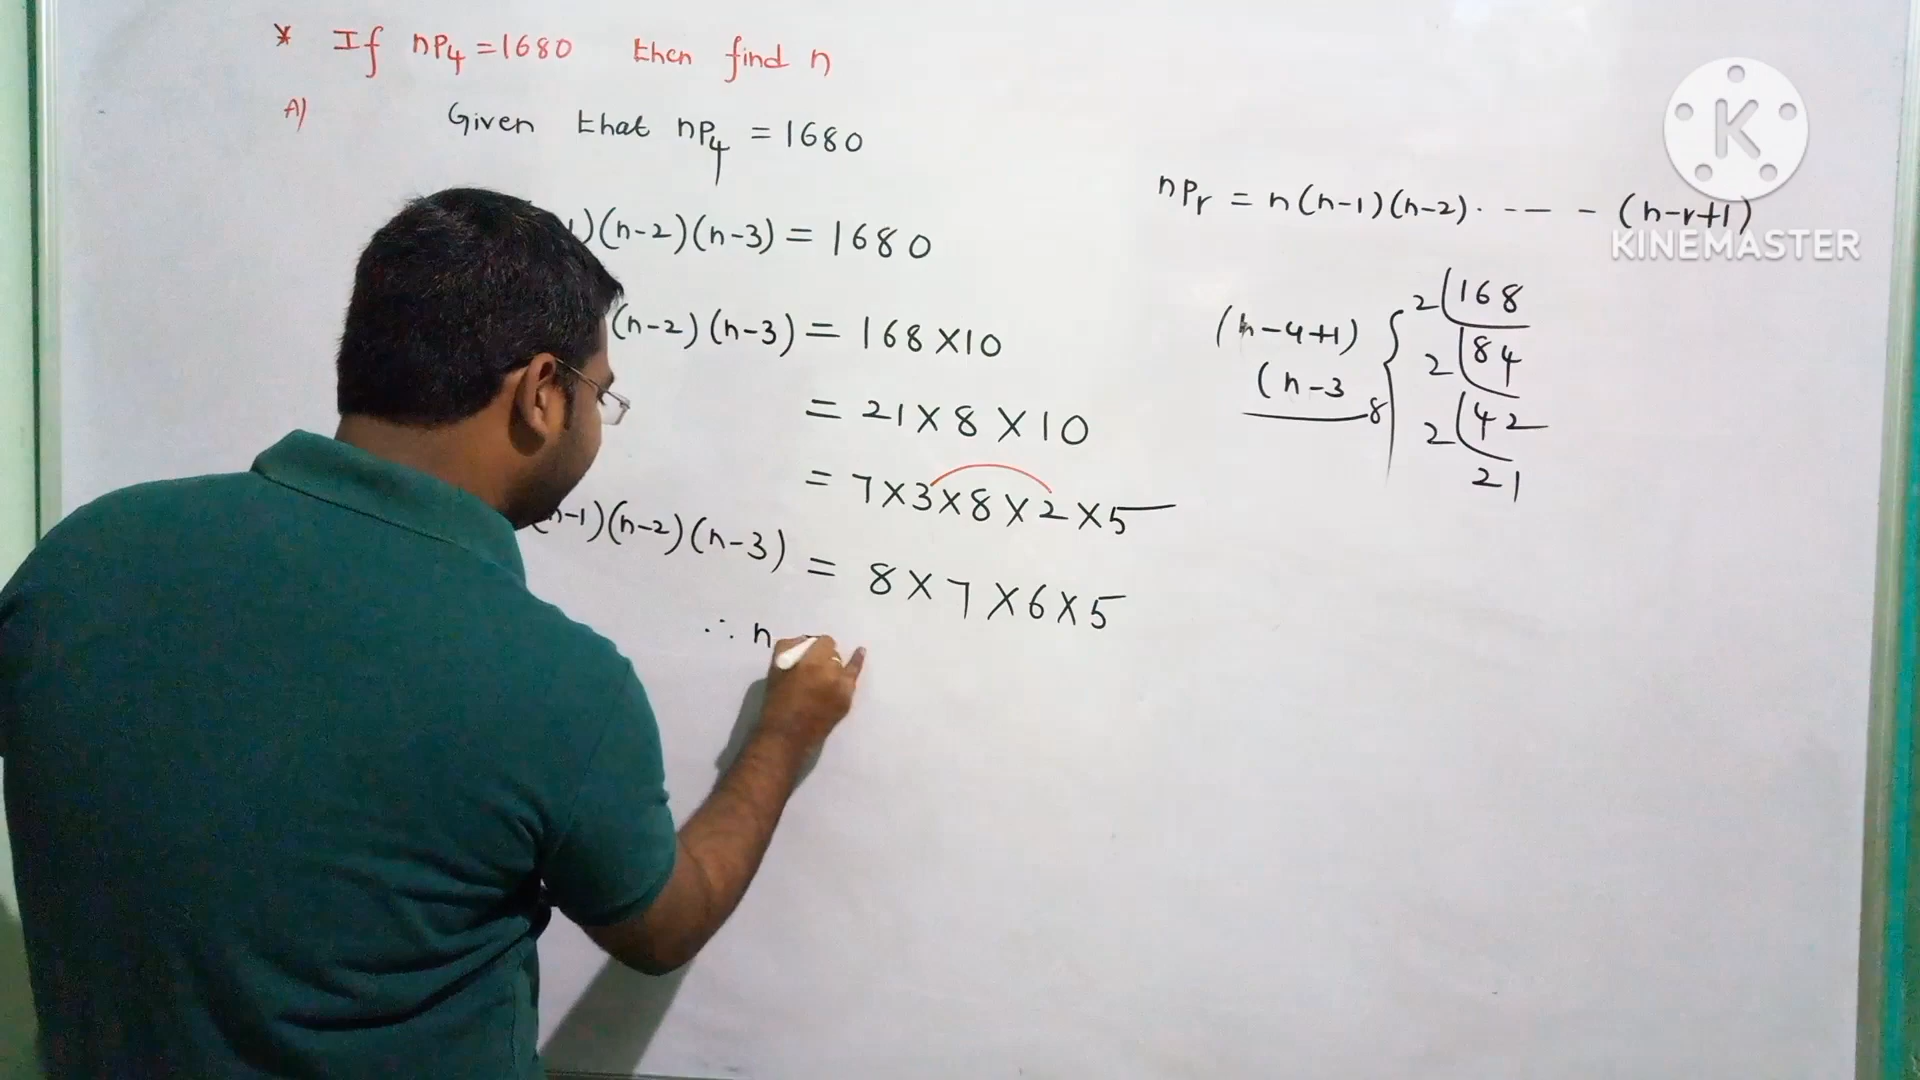 * If nP4 = 1680 then find n
A) Given that nP4 = 1680
)(n-2)(n-3) = 1680
(n-2)(n-3) = 168 × 10
= 21 × 8 × 10
= 7 × 3 × 8 × 2 × 5
(n-1)(n-2)(n-3) = 8 × 7 × 6 × 5
∴ n
nPr = n(n-1)(n-2). --- - (n-r+1)
(n-4+1)
(n-3
8
2 168
2 84
2 42
21
K
KINEMASTER